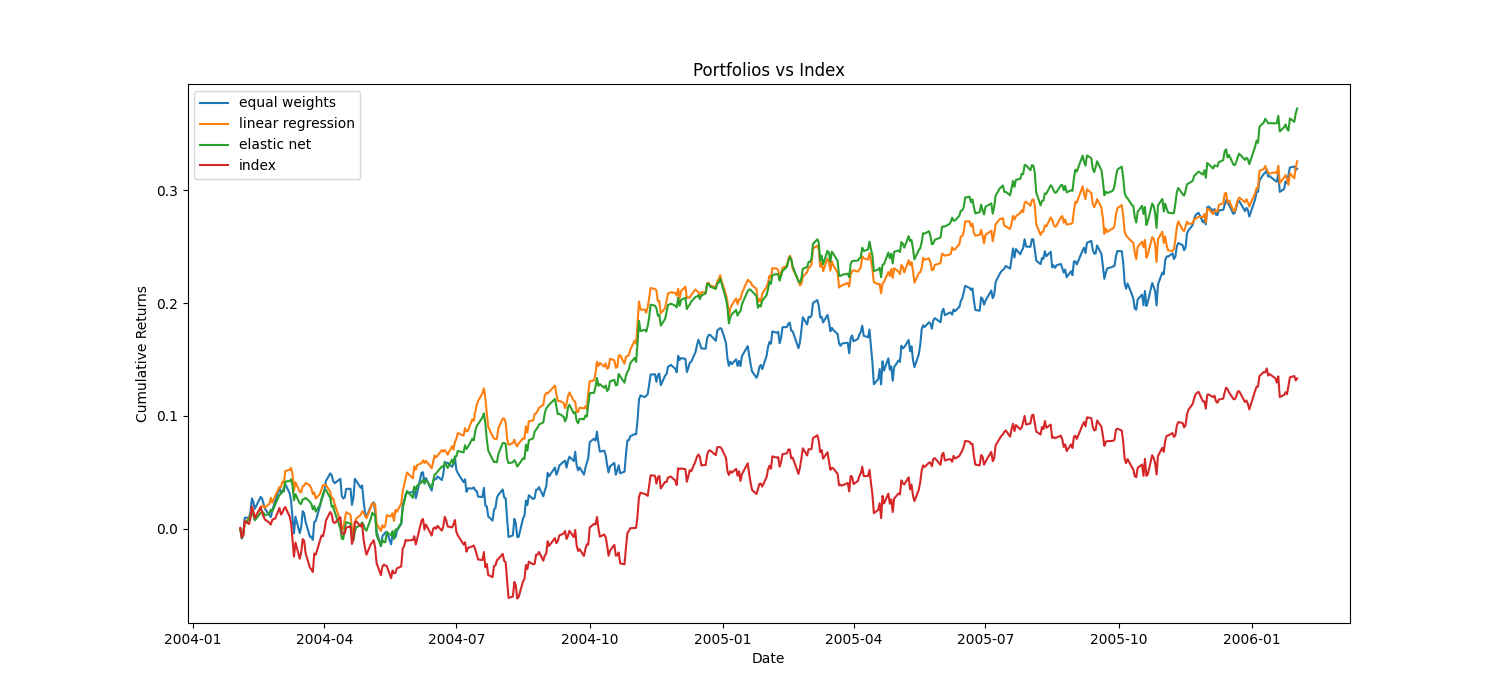 Portfolios vs Index
equal weights
linear regression
elastic net
index
Cumulative Returns
0.3
0.2
0.1
0.0
2004-01
2004-04
2004-07
2004-10
2005-01
2005-04
2005-07
2005-10
2006-01
Date